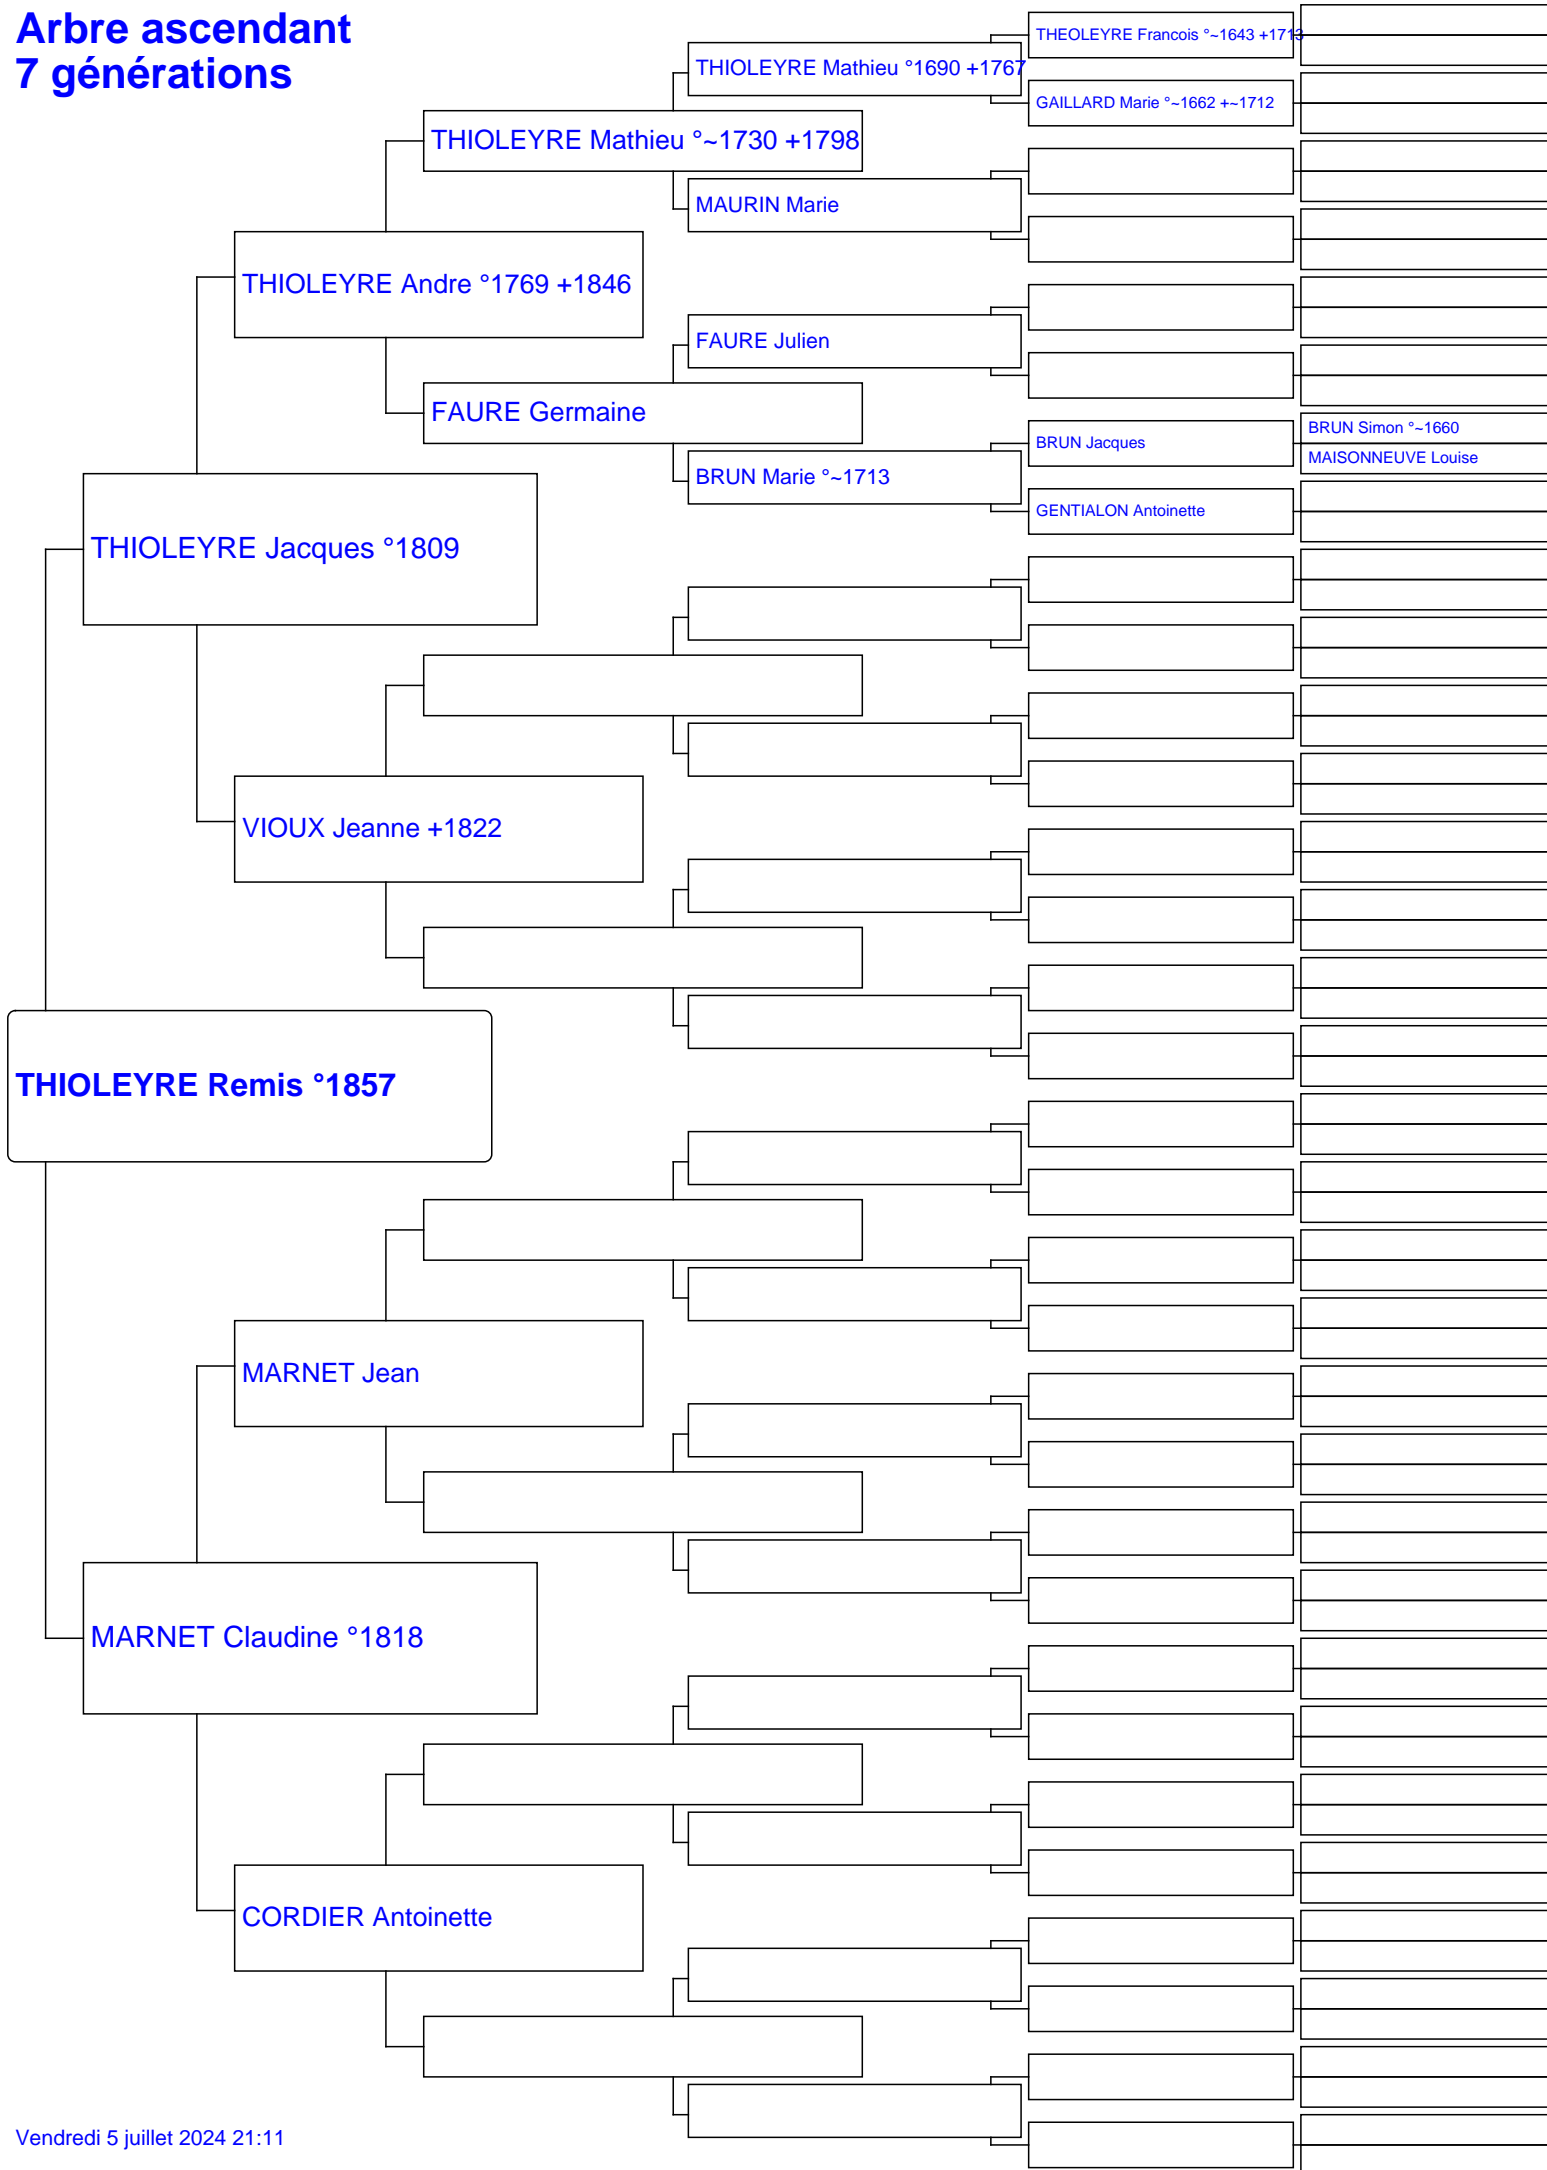 Arbre ascendant
7 générations
THEOLEYRE Francois °~1643 +1713
THIOLEYRE Mathieu °1690 +1767
GAILLARD Marie °~1662 +~1712
THIOLEYRE Mathieu °~1730 +1798
MAURIN Marie
THIOLEYRE Andre °1769 +1846
FAURE Julien
FAURE Germaine
BRUN Simon °~1660
BRUN Jacques
MAISONNEUVE Louise
BRUN Marie °~1713
GENTIALON Antoinette
THIOLEYRE Jacques °1809
VIOUX Jeanne +1822
THIOLEYRE Remis °1857
MARNET Jean
MARNET Claudine °1818
CORDIER Antoinette
Vendredi 5 juillet 2024 21:11